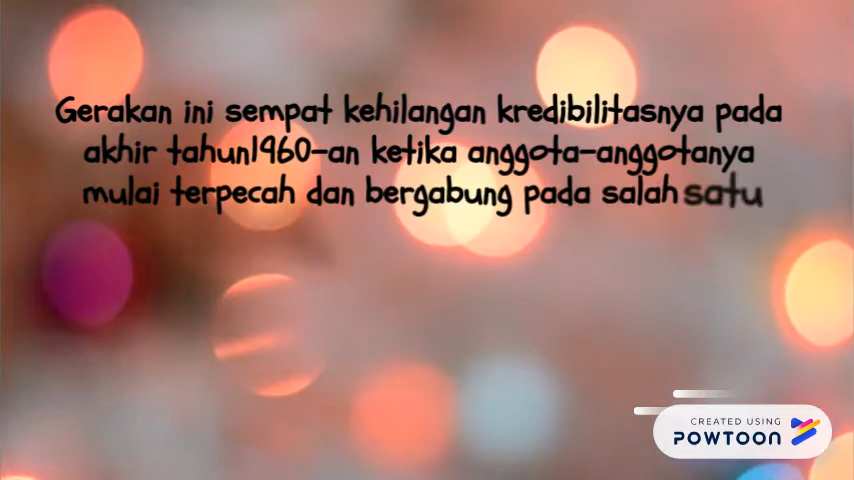 Gerakan ini sempat kehilangan kredibilitasnya pada
akhir tahun1960-an ketika anggota-anggotanya
mulai terpecah dan bergabung pada salah satu
CREATED USING
POWTOON